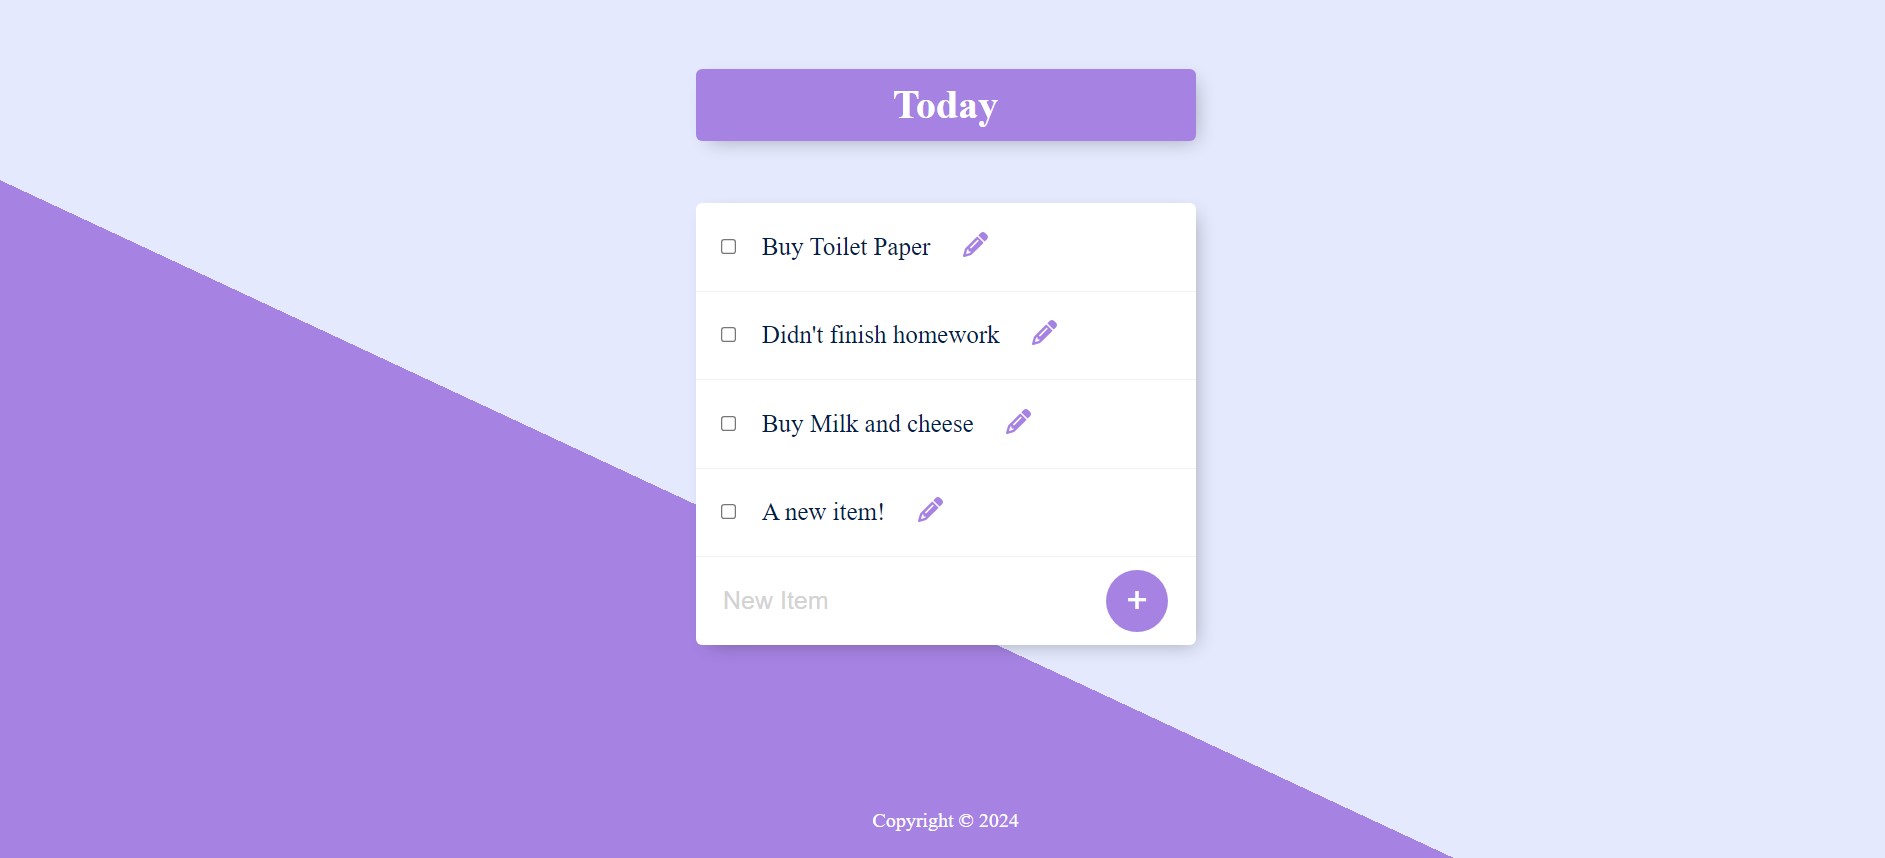 Today
Buy Toilet Paper
Didn't finish homework
Buy Milk and cheese
A new item!
New Item
+
Copyright © 2024